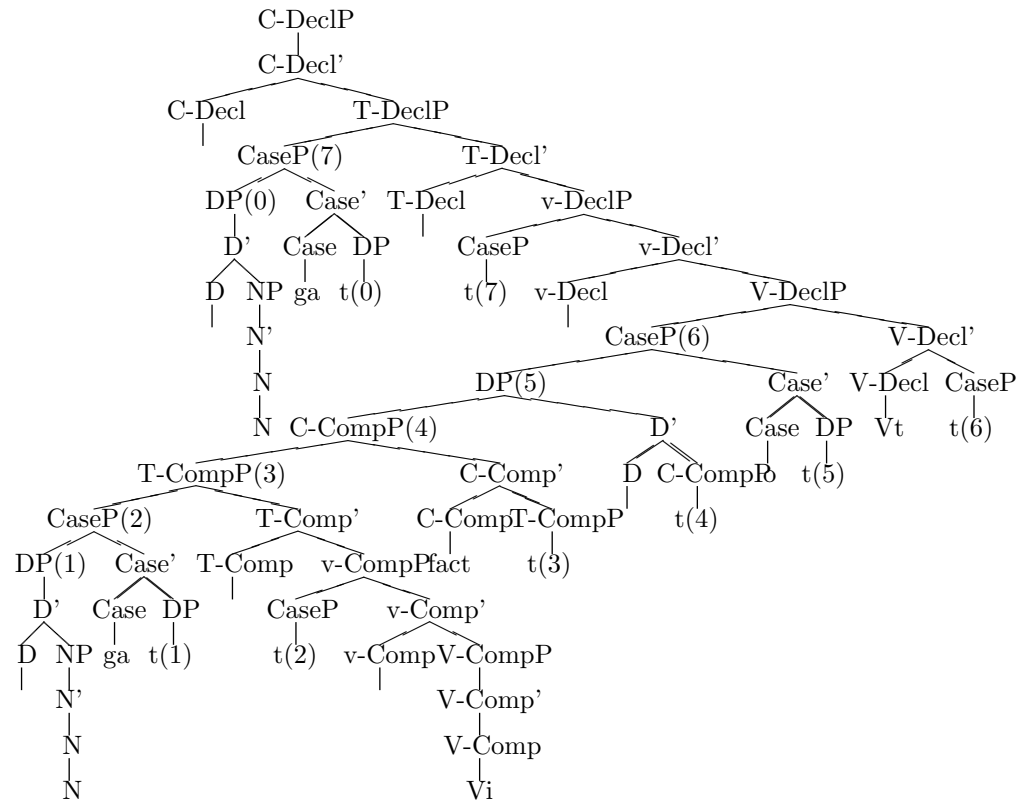 C-DeclP
C-Decl'
C-Decl T-DeclP
CaseP(7) T-Decl'
DP(0) Case' T-Decl v-DeclP
D' Case DP CaseP v-Decl'
D NP ga t(0) t(7) v-Decl V-DeclP
N' CaseP(6) V-Decl'
N DP(5) Case' V-Decl CaseP
N C-CompP(4) D' Case DP Vt t(6)
T-CompP(3) C-Comp' D C-CompP o t(5)
CaseP(2) T-Comp' C-Comp T-CompP t(4)
DP(1) Case' T-Comp v-CompP fact t(3)
D' Case DP CaseP v-Comp'
D NP ga t(1) t(2) v-Comp V-CompP
N' V-Comp'
N V-Comp
N Vi